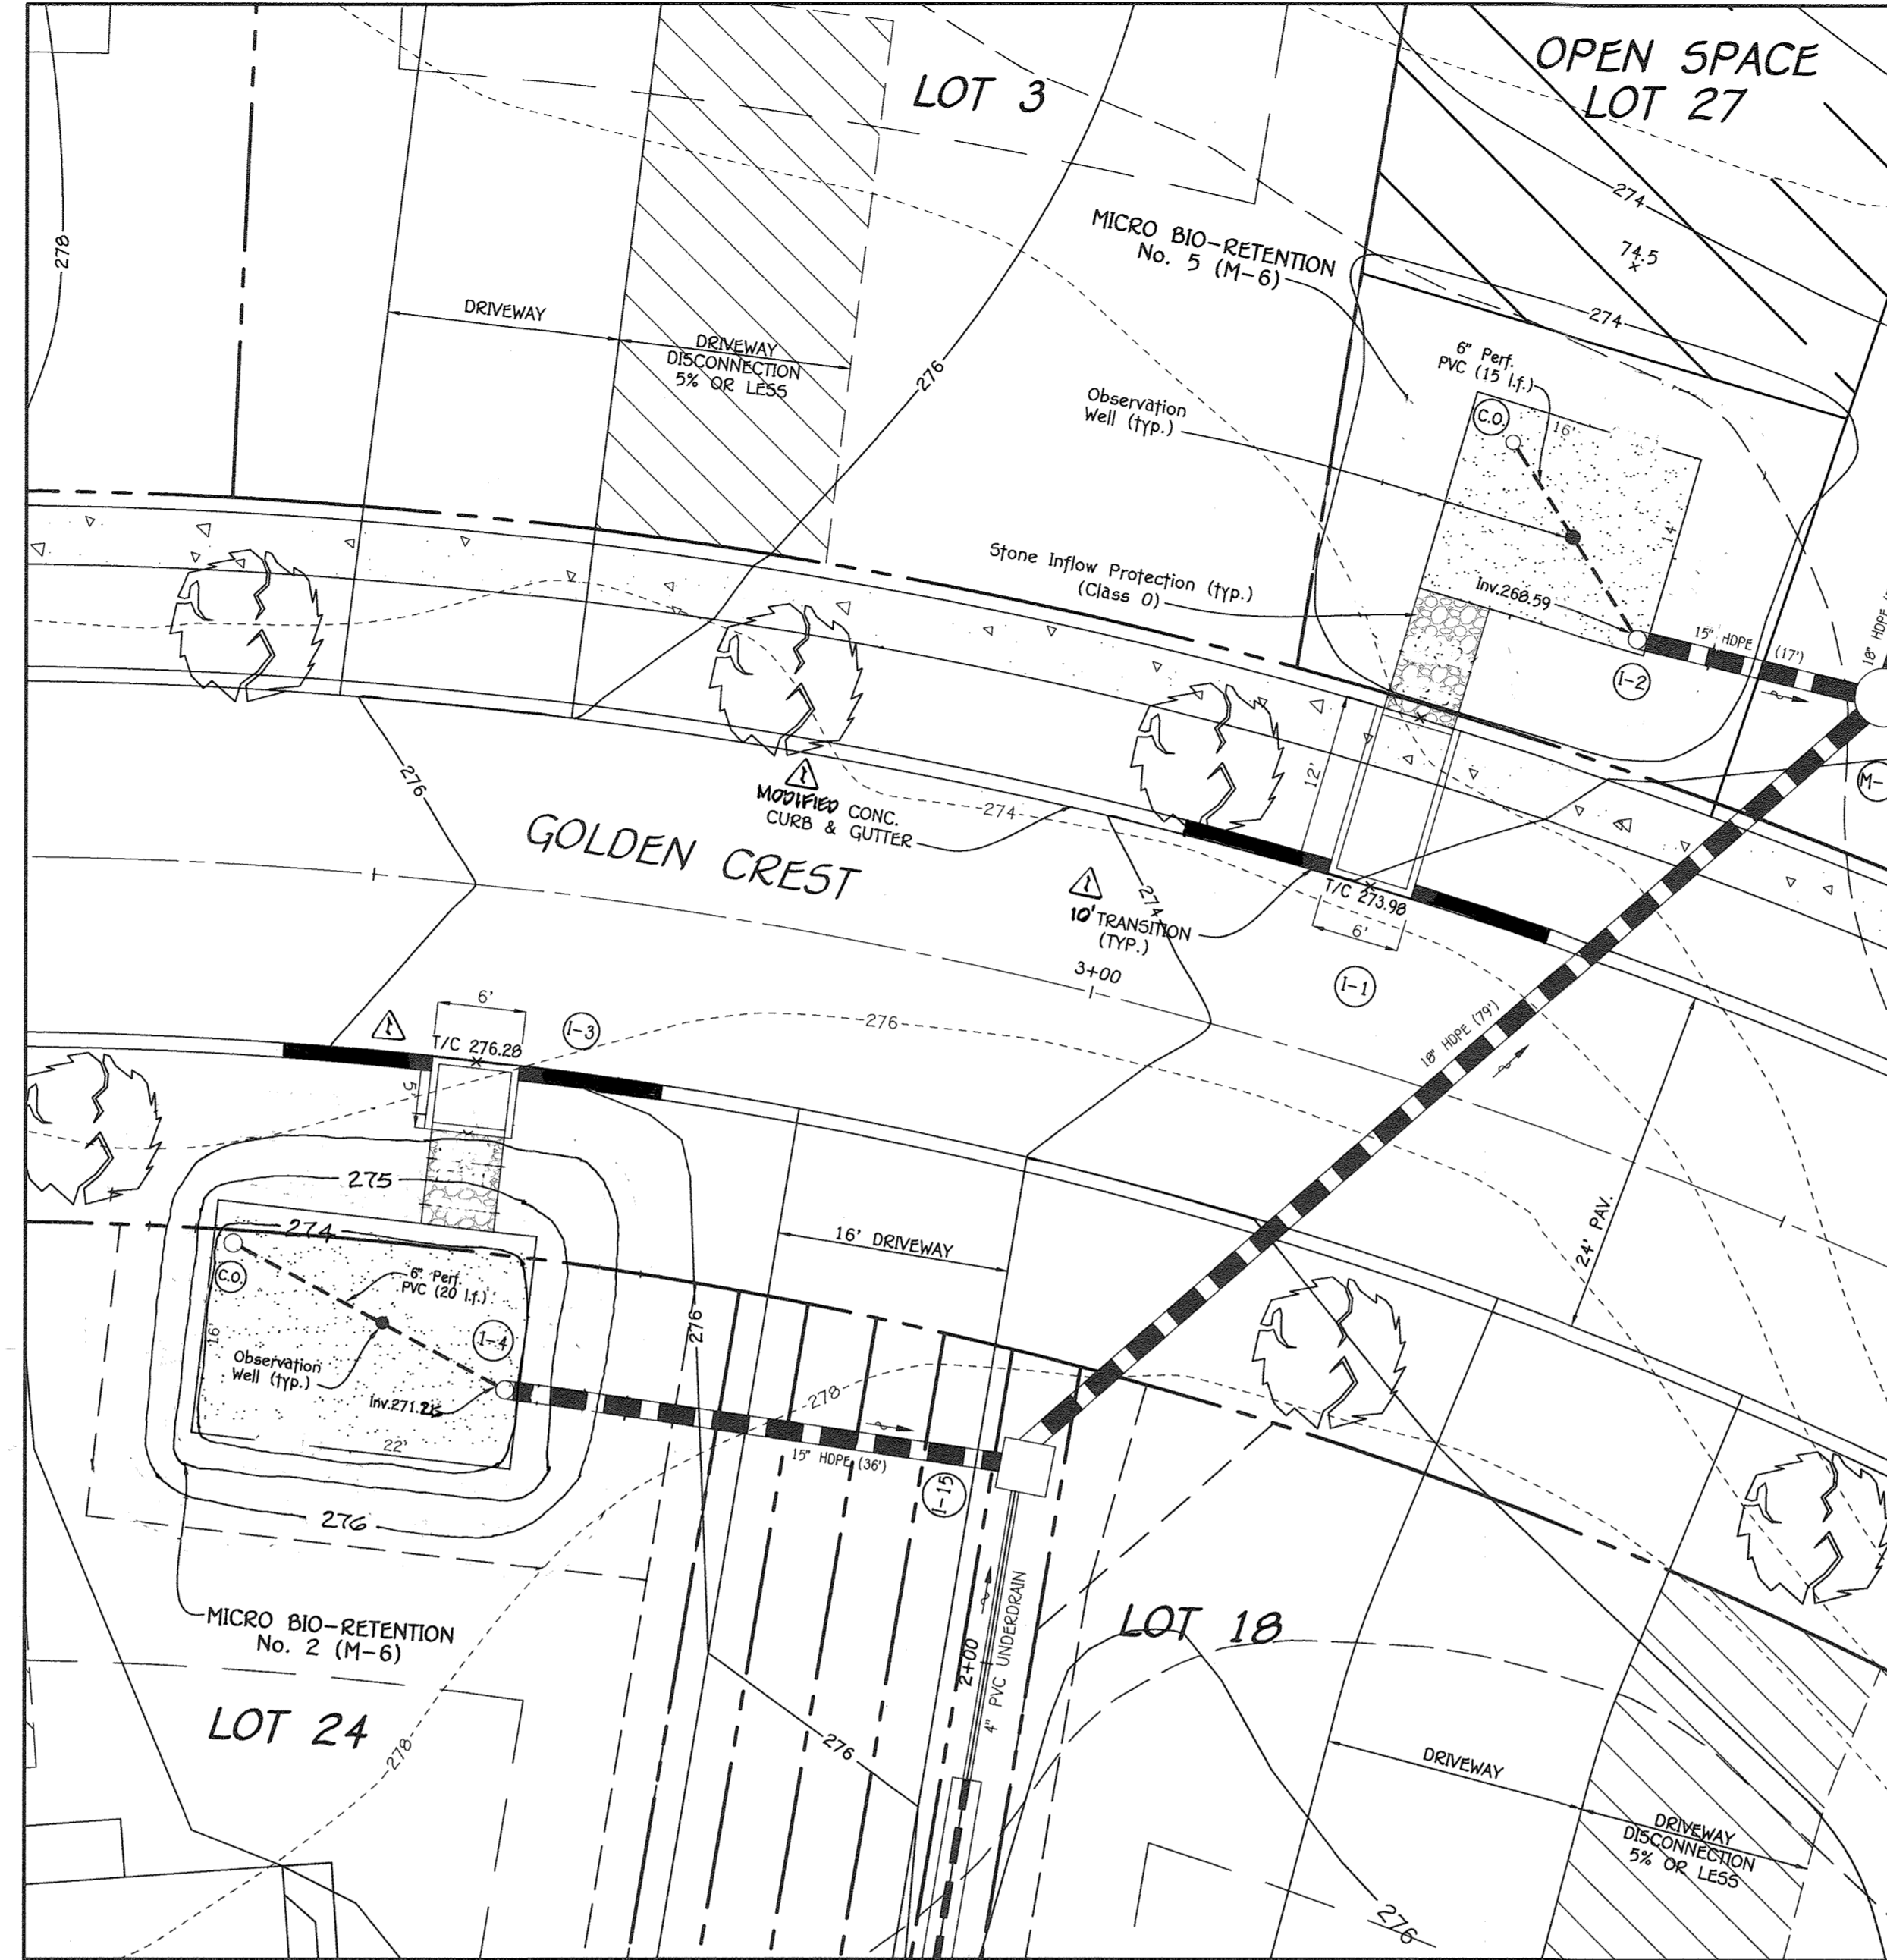 OPEN SPACE
LOT 27
LOT 3
274
74.5
278
MICRO BIO-RETENTION
No. 5 (M-6)
274
DRIVEWAY
DRIVEWAY
DISCONNECTION
5% OR LESS
276
6" Perf.
PVC (15 l.f.)
Observation
Well (typ.)
C.O.
16'
14'
Stone Inflow Protection (typ.)
(Class 0)
Inv.268.59
15" HDPE (17')
18" HDPE
I-2
276
MODIFIED CONC.
CURB & GUTTER
274
12'
M-
GOLDEN CREST
T/C 273.98
274
10' TRANSITION
(TYP.)
6'
3+00
I-1
6'
I-3
276
T/C 276.28
5'
18" HDPE (79')
275
274
16' DRIVEWAY
24' PAV.
C.O.
6" Perf.
PVC (20 l.f.)
16'
I-4
276
Observation
Well (typ.)
278
22'
15" HDPE (36')
I-15
276
MICRO BIO-RETENTION
No. 2 (M-6)
4" PVC UNDERDRAIN
2+00
LOT 18
LOT 24
278
276
DRIVEWAY
DRIVEWAY
DISCONNECTION
5% OR LESS
276